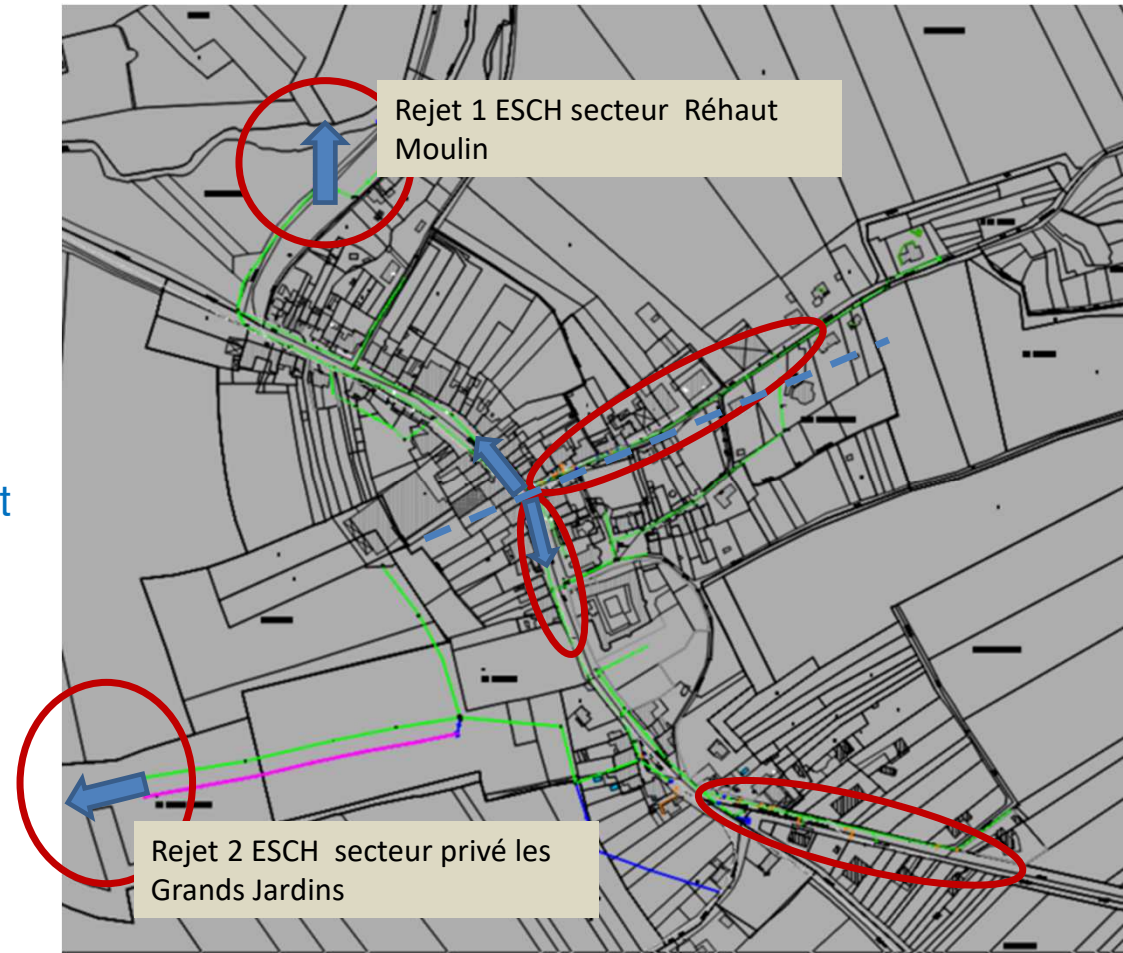 Rejet 1 ESCH secteur Réhaut
Moulin
t
Rejet 2 ESCH secteur privé les
Grands Jardins